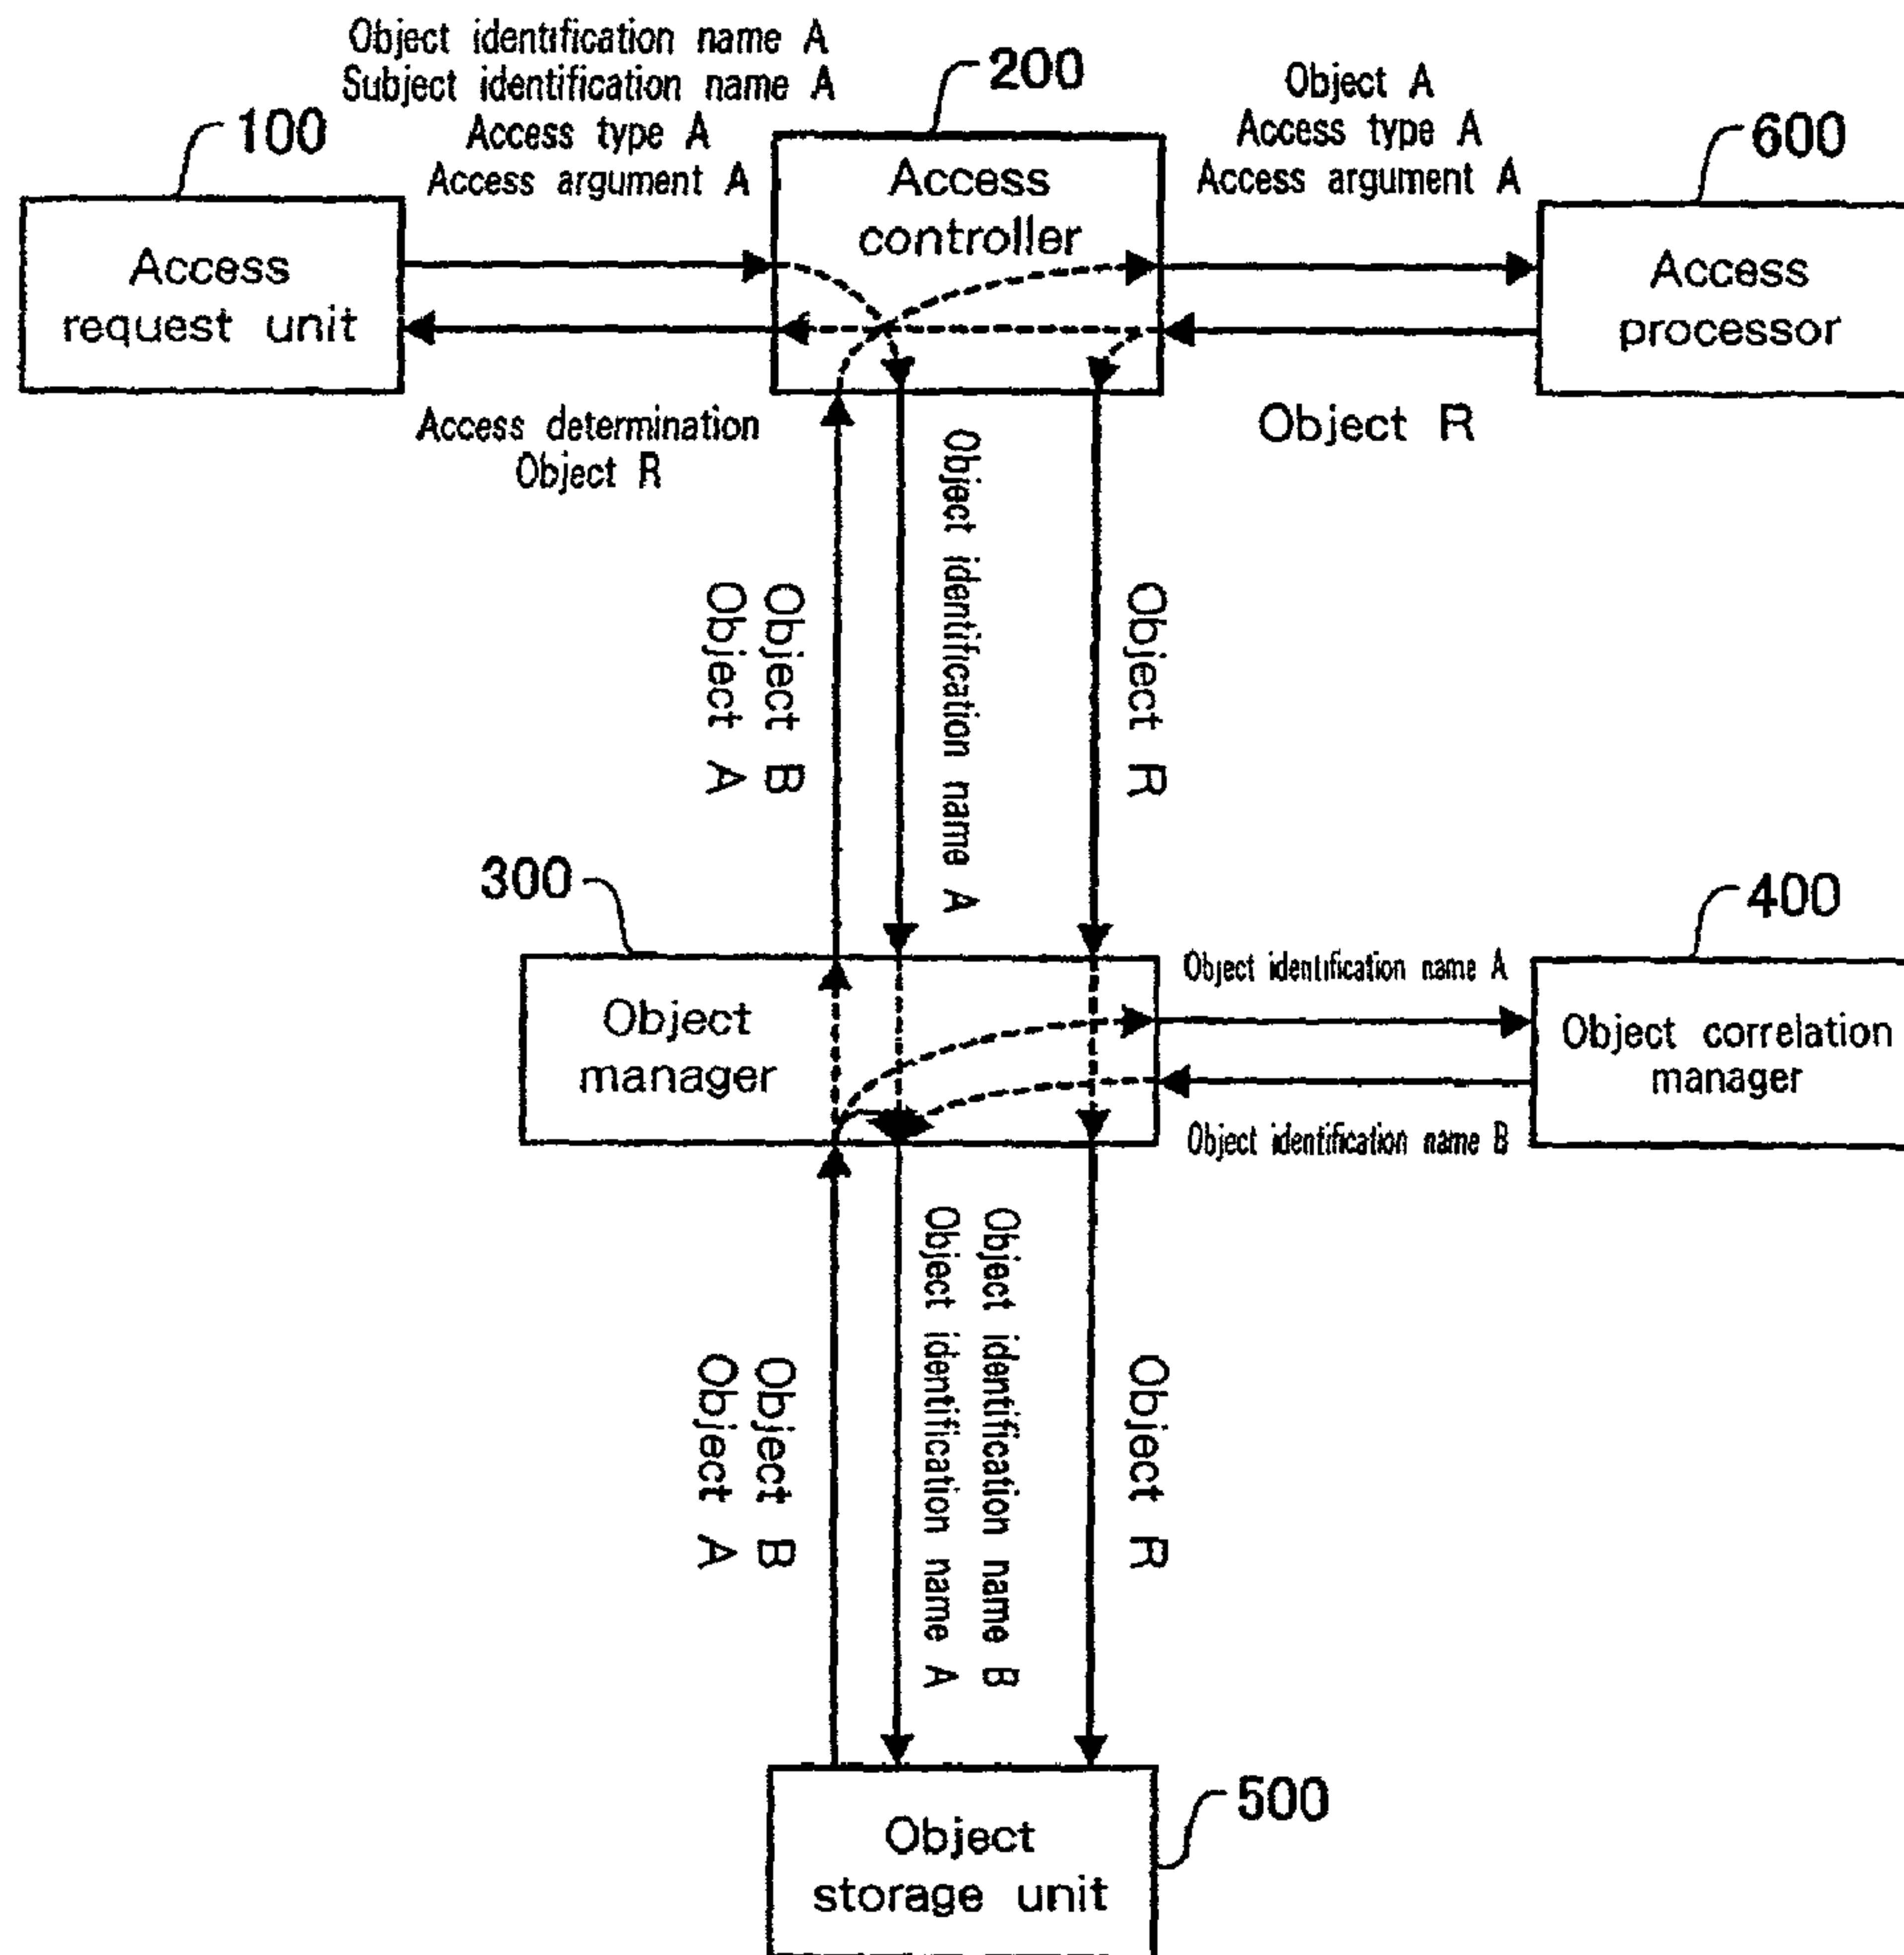 Object identification name A
Subject identification name A
Access type A
Access argument A
200
Object A
Access type A
Access argument A
100
600
Access
request unit
Access
controller
Access
processor
Access determination
Object R
Object R
Object B
Object A
Object identification name A
Object R
300
400
Object
manager
Object identification name A
Object correlation
manager
Object identification name B
Object B
Object A
Object identification name B
Object identification name A
Object R
500
Object
storage unit